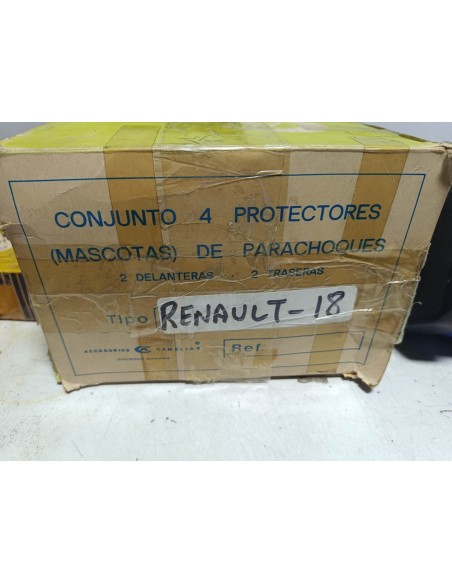 CONJUNTO 4 PROTECTORES
(MASCOTAS) DE PARACHOQUES
2 DELANTERAS · 2 TRASERAS
Tipo RENAULT-18
Ref.